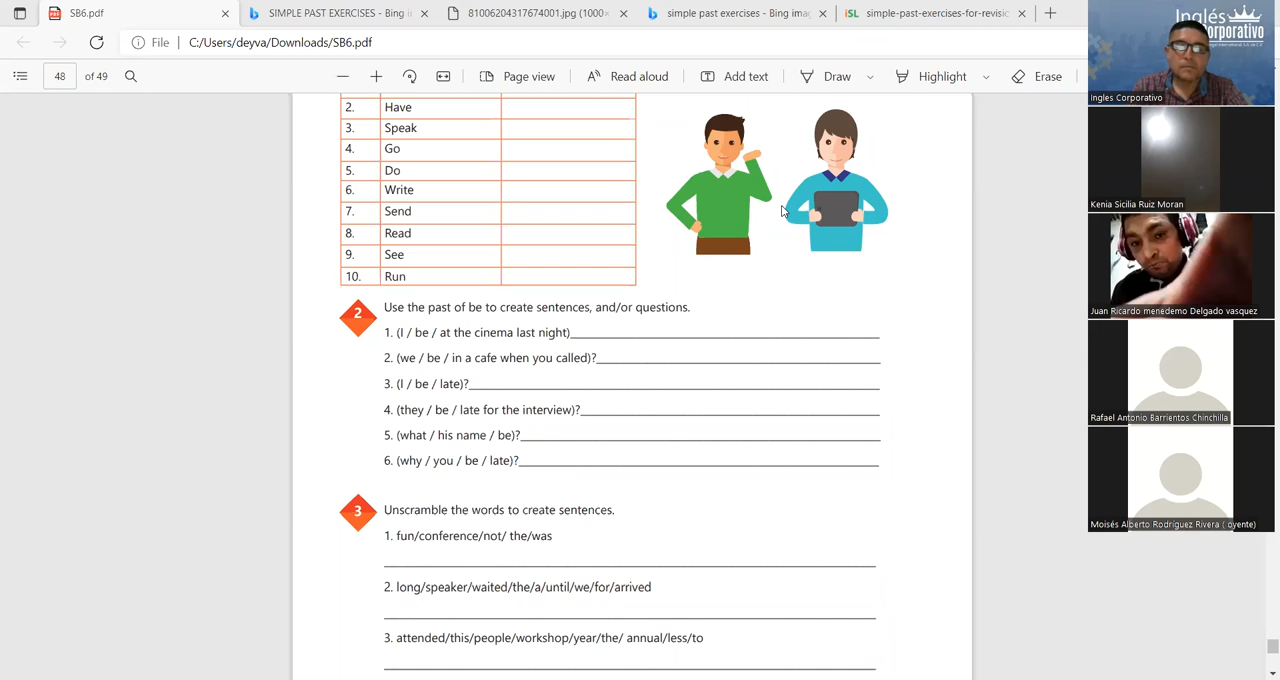 SB6.pdf
SIMPLE PAST EXERCISES - Bing i
81006204317674001.jpg (1000×
simple past exercises - Bing ima
iSL
simple-past-exercises-for-revisic
File
C:/Users/deyva/Downloads/SB6.pdf
48 of 49
Page view
Read aloud
Add text
Draw
Highlight
Erase
2. Have
3. Speak
4. Go
5. Do
6. Write
7. Send
8. Read
9. See
10. Run
2
Use the past of be to create sentences, and/or questions.
1. (I / be / at the cinema last night)
2. (we / be / in a cafe when you called)?
3. (I / be / late)?
4. (they / be / late for the interview)?
5. (what / his name / be)?
6. (why / you / be / late)?
3
Unscramble the words to create sentences.
1. fun/conference/not/ the/was
2. long/speaker/waited/the/a/until/we/for/arrived
3. attended/this/people/workshop/year/the/ annual/less/to
Inglés
Corporativo
Ingles Corporativo
Kenia Sicilia Ruiz Moran
Juan Ricardo menedemo Delgado vasquez
Rafael Antonio Barrientos Chinchilla
Moisés Alberto Rodríguez Rivera ( oyente)